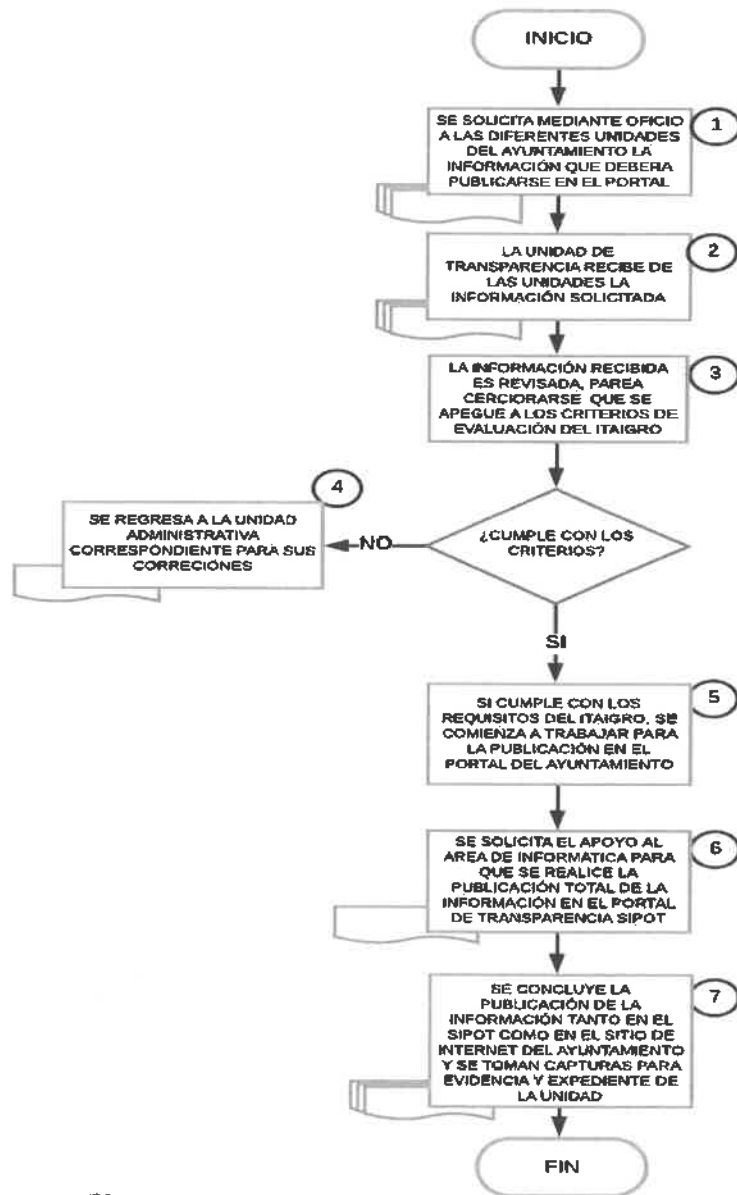 INICIO
1
SE SOLICITA MEDIANTE OFICIO
A LAS DIFERENTES UNIDADES
DEL AYUNTAMIENTO LA
INFORMACIÓN QUE DEBERA
PUBLICARSE EN EL PORTAL
2
LA UNIDAD DE
TRANSPARENCIA RECIBE DE
LAS UNIDADES LA
INFORMACIÓN SOLICITADA
3
LA INFORMACIÓN RECIBIDA
ES REVISADA, PAREA
CERCIORARSE QUE SE
APEGUE A LOS CRITERIOS DE
EVALUACIÓN DEL ITAIGRO
4
SE REGRESA A LA UNIDAD
ADMINISTRATIVA
CORRESPONDIENTE PARA SUS
CORRECIONES
NO
¿CUMPLE CON LOS
CRITERIOS?
SI
5
SI CUMPLE CON LOS
REQUISITOS DEL ITAIGRO, SE
COMIENZA A TRABAJAR PARA
LA PUBLICACIÓN EN EL
PORTAL DEL AYUNTAMIENTO
6
SE SOLICITA EL APOYO AL
AREA DE INFORMÁTICA PARA
QUE SE REALICE LA
PUBLICACIÓN TOTAL DE LA
INFORMACIÓN EN EL PORTAL
DE TRANSPARENCIA SIPOT
7
SE CONCLUYE LA
PUBLICACIÓN DE LA
INFORMACIÓN TANTO EN EL
SIPOT COMO EN EL SITIO DE
INTERNET DEL AYUNTAMIENTO
Y SE TOMAN CAPTURAS PARA
EVIDENCIA Y EXPEDIENTE DE
LA UNIDAD
FIN